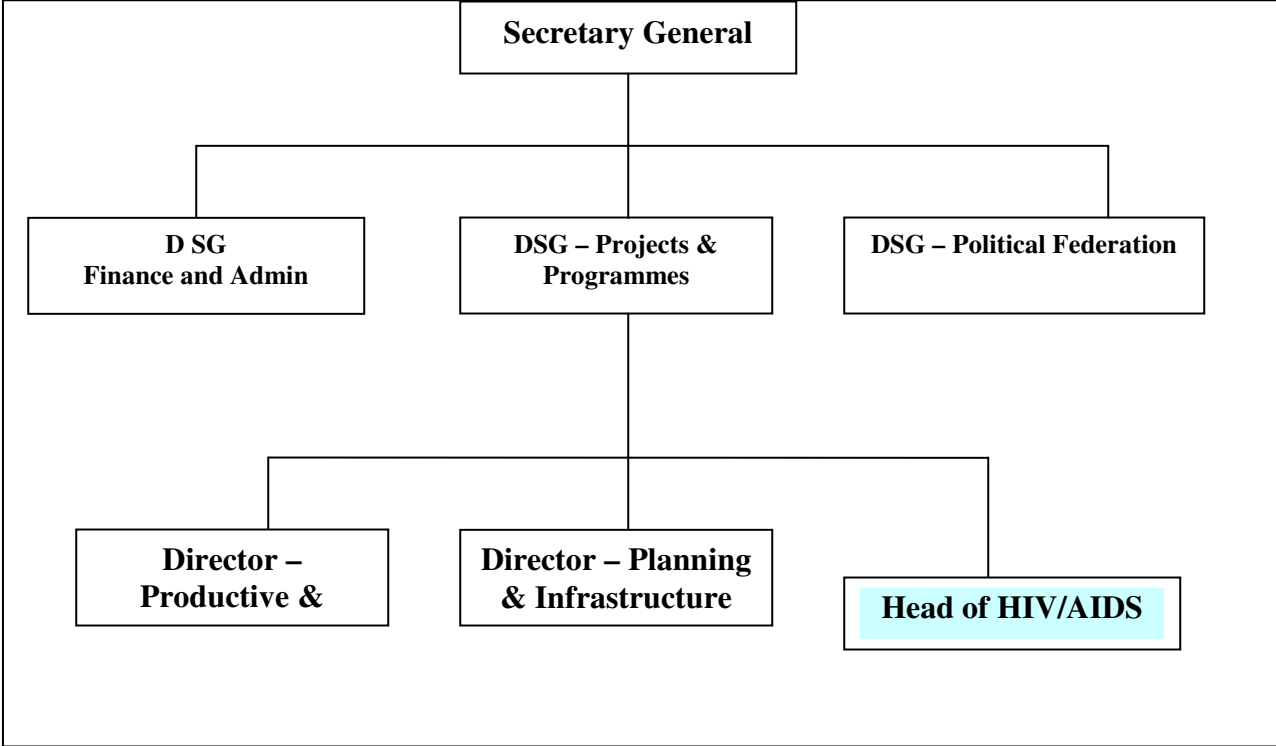 Secretary General
D SG
Finance and Admin
DSG – Projects &
Programmes
DSG – Political Federation
Director –
Productive &
Director – Planning
& Infrastructure
Head of HIV/AIDS